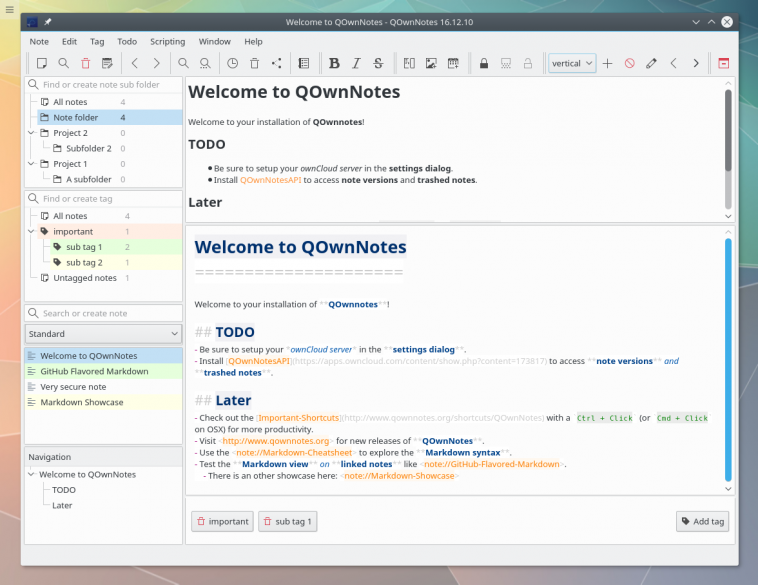 Welcome to QOwnNotes - QOwnNotes 16.12.10
Note Edit Tag Todo Scripting Window Help
B I S vertical
Find or create note sub folder
All notes 4
Note folder 4
Project 2 0
Subfolder 2 0
Project 1 0
A subfolder 0
Find or create tag
All notes 4
important 1
sub tag 1 2
sub tag 2 1
Untagged notes 1
Search or create note
Standard
Welcome to QOwnNotes
GitHub Flavored Markdown
Very secure note
Markdown Showcase
Navigation
Welcome to QOwnNotes
TODO
Later
Welcome to QOwnNotes
Welcome to your installation of QOwnnotes!
TODO
● Be sure to setup your ownCloud server in the settings dialog.
● Install QOwnNotesAPI to access note versions and trashed notes.
Later
Welcome to QOwnNotes
=====================
Welcome to your installation of **QOwnnotes**!
## TODO
- Be sure to setup your *ownCloud server* in the **settings dialog**.
- Install [QOwnNotesAPI](https://apps.owncloud.com/content/show.php?content=173817) to access **note versions** and
**trashed notes**.
## Later
- Check out the [Important-Shortcuts](http://www.qownnotes.org/shortcuts/QOwnNotes) with a `Ctrl + Click` (or `Cmd + Click`
on OSX) for more productivity.
- Visit <http://www.qownnotes.org> for new releases of **QOwnNotes**.
- Use the <note://Markdown-Cheatsheet> to explore the **Markdown syntax**.
- Test the **Markdown view** on **linked notes** like <note://GitHub-Flavored-Markdown>.
- There is an other showcase here: <note://Markdown-Showcase>
important sub tag 1 Add tag